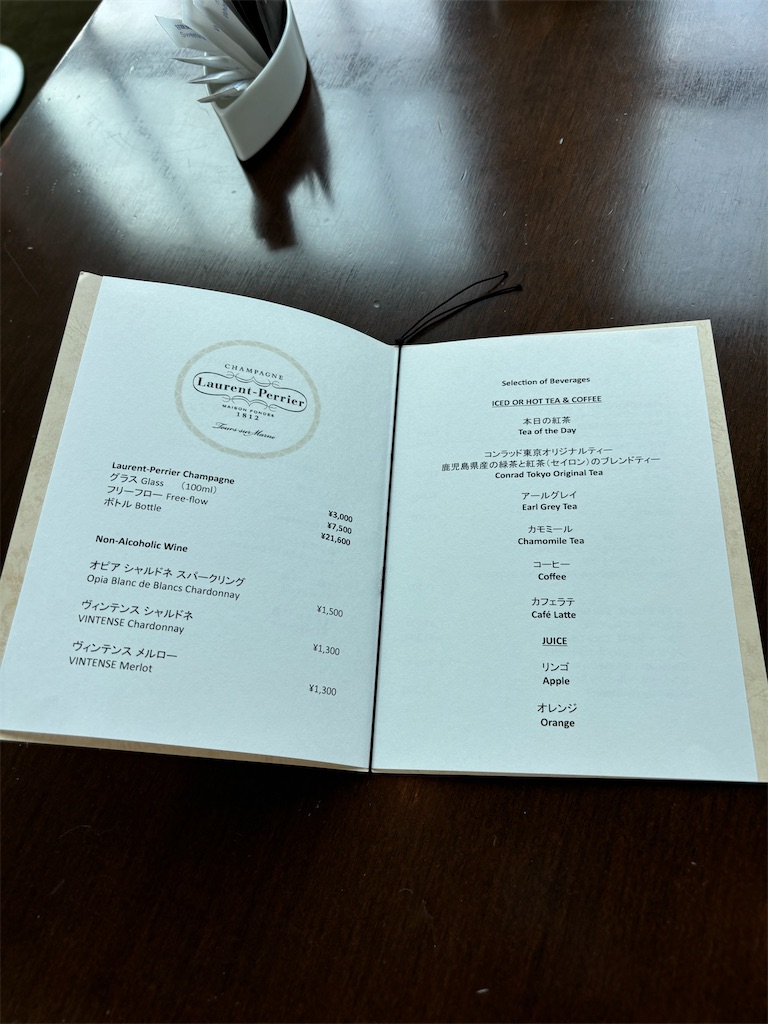 CHAMPAGNE
Laurent-Perrier
MAISON FONDÉE
1812
Tours-sur-Marne
Laurent-Perrier Champagne
グラス Glass (100ml) ¥3,000
フリーフロー Free-flow ¥7,500
ボトル Bottle ¥21,600
Non-Alcoholic Wine
オピア シャルドネ スパークリング
Opia Blanc de Blancs Chardonnay
¥1,500
ヴィンテンス シャルドネ
VINTENSE Chardonnay
¥1,300
ヴィンテンス メルロー
VINTENSE Merlot
¥1,300
Selection of Beverages
ICED OR HOT TEA & COFFEE
本日の紅茶
Tea of the Day
コンラッド東京オリジナルティー
鹿児島県産の緑茶と紅茶(セイロン)のブレンドティー
Conrad Tokyo Original Tea
アールグレイ
Earl Grey Tea
カモミール
Chamomile Tea
コーヒー
Coffee
カフェラテ
Café Latte
JUICE
リンゴ
Apple
オレンジ
Orange